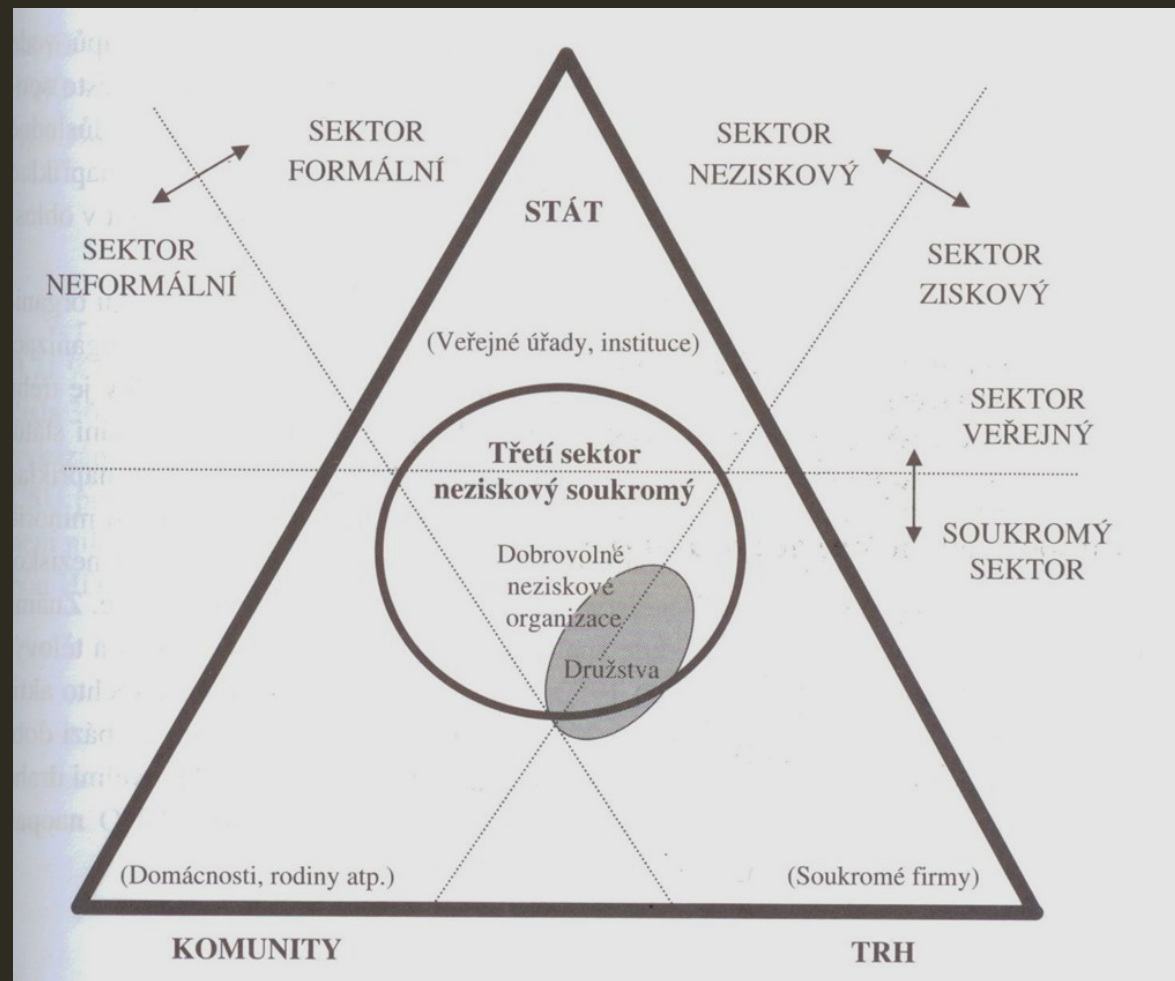 SEKTOR
FORMÁLNÍ
SEKTOR
NEZISKOVÝ
STÁT
SEKTOR
NEFORMÁLNÍ
SEKTOR
ZISKOVÝ
(Veřejné úřady, instituce)
SEKTOR
VEŘEJNÝ
Třetí sektor
neziskový soukromý
SOUKROMÝ
SEKTOR
Dobrovolné
neziskové
organizace
Družstva
(Domácnosti, rodiny atp.)
(Soukromé firmy)
KOMUNITY
TRH